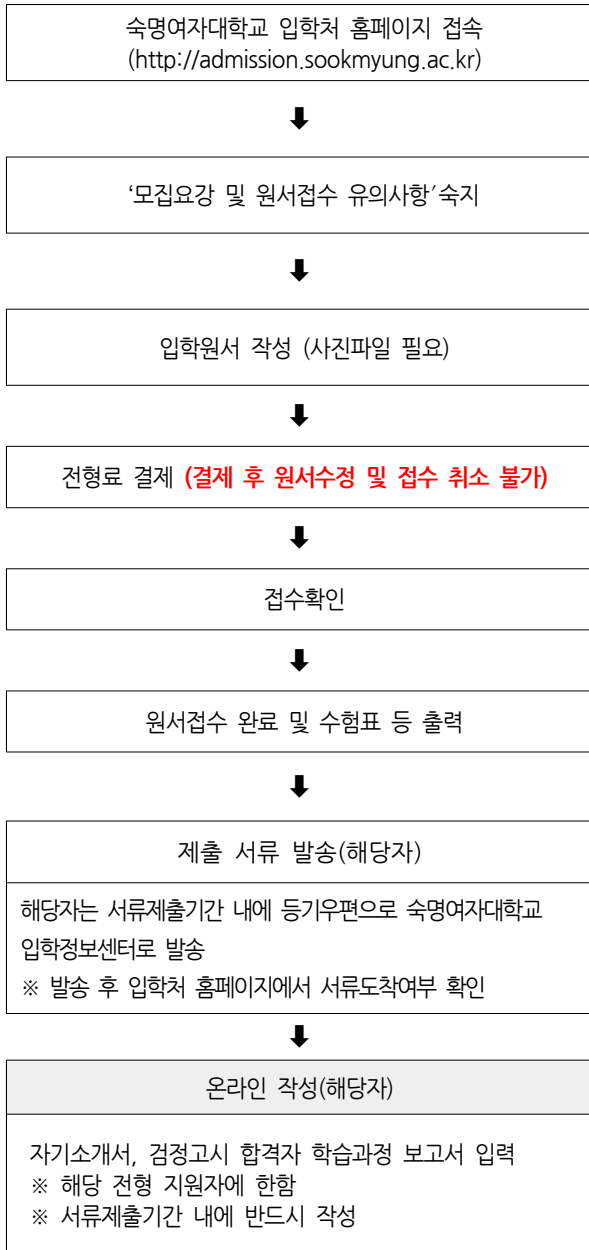 숙명여자대학교 입학처 홈페이지 접속
(http://admission.sookmyung.ac.kr)
‘모집요강 및 원서접수 유의사항’숙지
입학원서 작성 (사진파일 필요)
전형료 결제 (결제 후 원서수정 및 접수 취소 불가)
접수확인
원서접수 완료 및 수험표 등 출력
제출 서류 발송(해당자)
해당자는 서류제출기간 내에 등기우편으로 숙명여자대학교
입학정보센터로 발송
※ 발송 후 입학처 홈페이지에서 서류도착여부 확인
온라인 작성(해당자)
자기소개서, 검정고시 합격자 학습과정 보고서 입력
※ 해당 전형 지원자에 한함
※ 서류제출기간 내에 반드시 작성